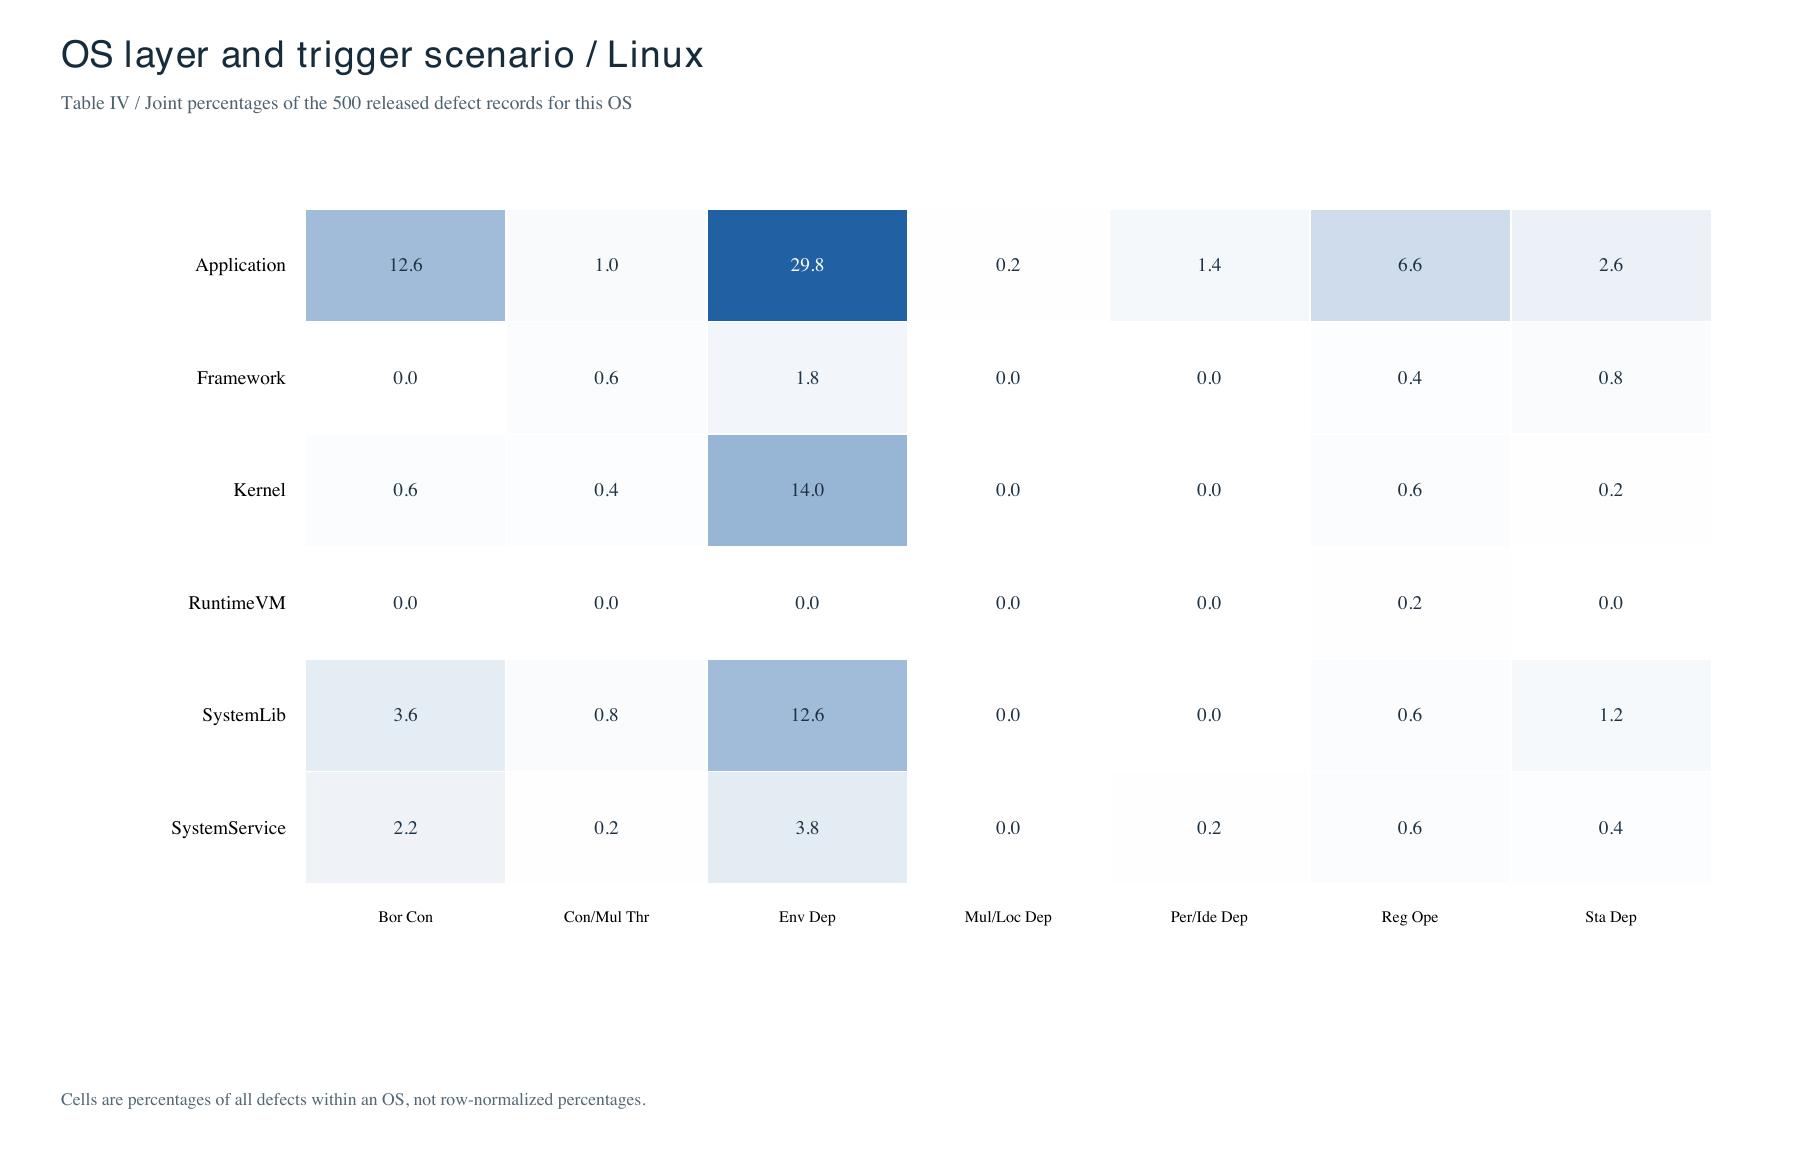 OS layer and trigger scenario / Linux
Table IV / Joint percentages of the 500 released defect records for this OS
Application 12.6 1.0 29.8 0.2 1.4 6.6 2.6
Framework 0.0 0.6 1.8 0.0 0.0 0.4 0.8
Kernel 0.6 0.4 14.0 0.0 0.0 0.6 0.2
RuntimeVM 0.0 0.0 0.0 0.0 0.0 0.2 0.0
SystemLib 3.6 0.8 12.6 0.0 0.0 0.6 1.2
SystemService 2.2 0.2 3.8 0.0 0.2 0.6 0.4
Bor Con Con/Mul Thr Env Dep Mul/Loc Dep Per/Ide Dep Reg Ope Sta Dep
Cells are percentages of all defects within an OS, not row-normalized percentages.